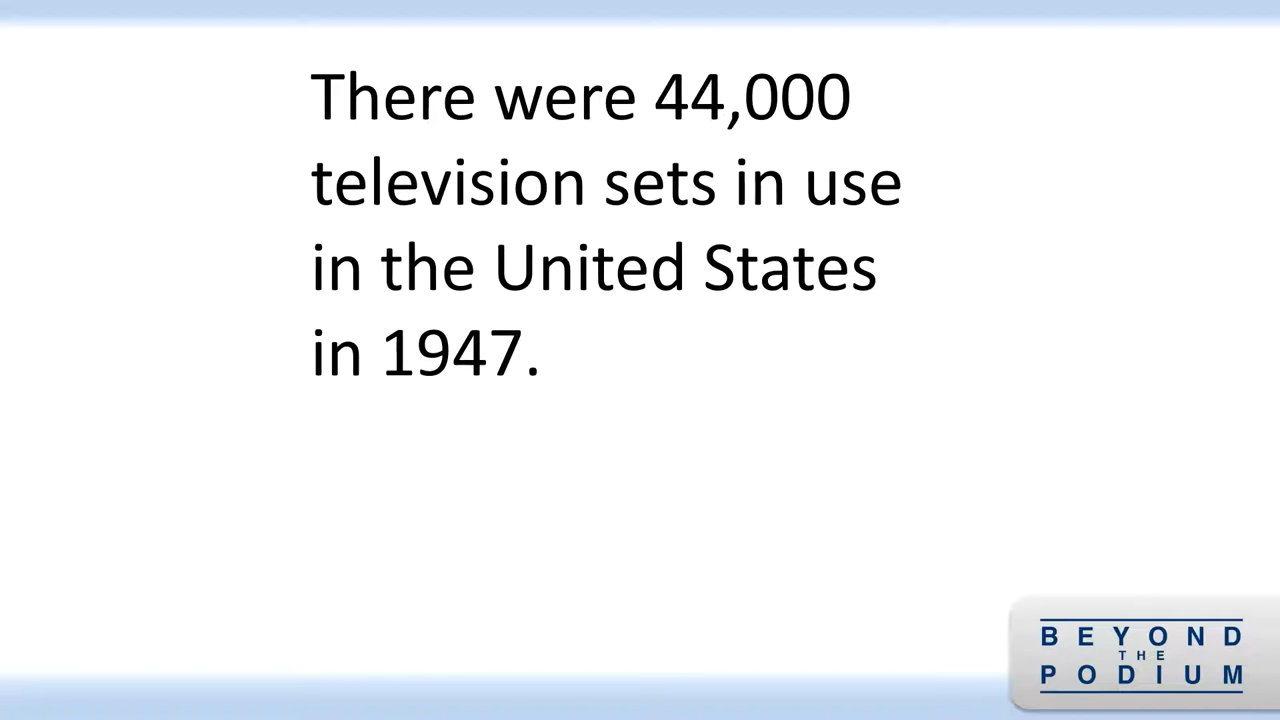 There were 44,000
television sets in use
in the United States
in 1947.
BEYOND
THE
PODIUM